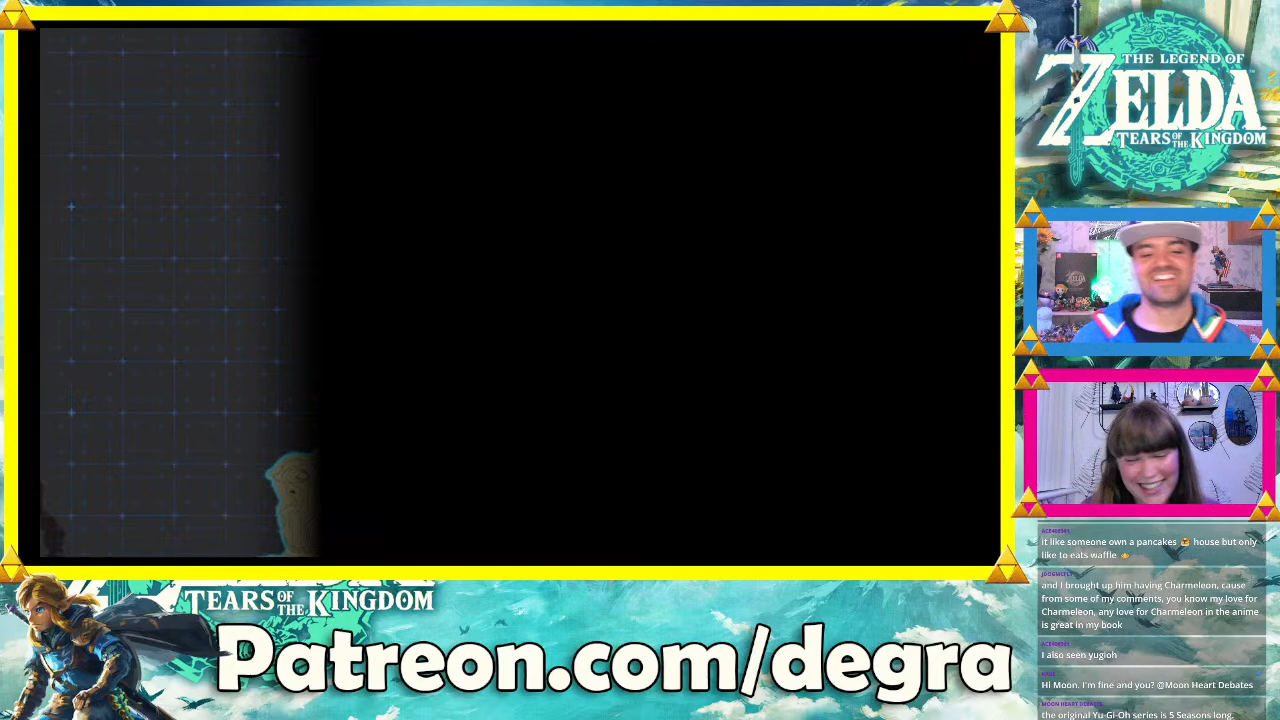 THE LEGEND OF
ZELDA
TEARS OF THE KINGDOM
ZELDA
it like someone own a pancakes 🥞 house but only
like to eats waffle 🧇
and I brought up him having Charmeleon, cause
from some of my comments, you know my love for
Charmeleon, any love for Charmeleon in the anime
is great in my book
I also seen yugioh
Hi Moon. I'm fine and you? @Moon Heart Debates
MOON HEART DEBATES
the original Yu-Gi-Oh series is 5 Seasons long,
TEARS OF THE KINGDOM
Patreon.com/degra